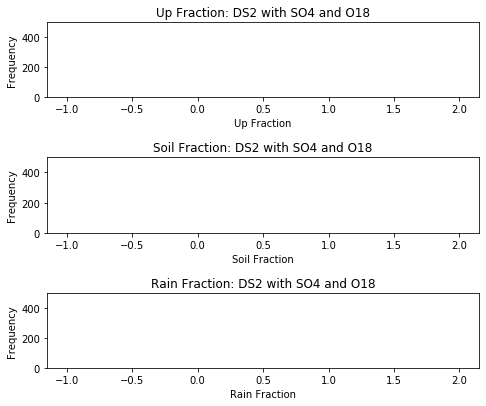 Up Fraction: DS2 with SO4 and O18
Frequency
400
200
0
−1.0 −0.5 0.0 0.5 1.0 1.5 2.0
Up Fraction
Soil Fraction: DS2 with SO4 and O18
Frequency
400
200
0
−1.0 −0.5 0.0 0.5 1.0 1.5 2.0
Soil Fraction
Rain Fraction: DS2 with SO4 and O18
Frequency
400
200
0
−1.0 −0.5 0.0 0.5 1.0 1.5 2.0
Rain Fraction